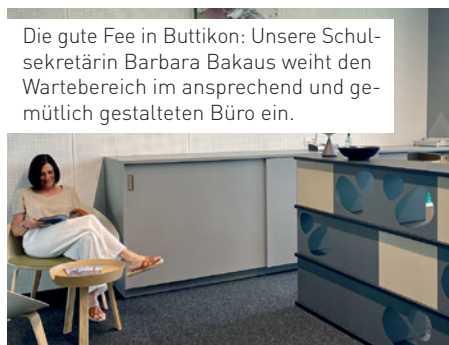 Die gute Fee in Buttikon: Unsere Schul-
sekretärin Barbara Bakaus weiht den
Wartebereich im ansprechend und ge-
mütlich gestalteten Büro ein.